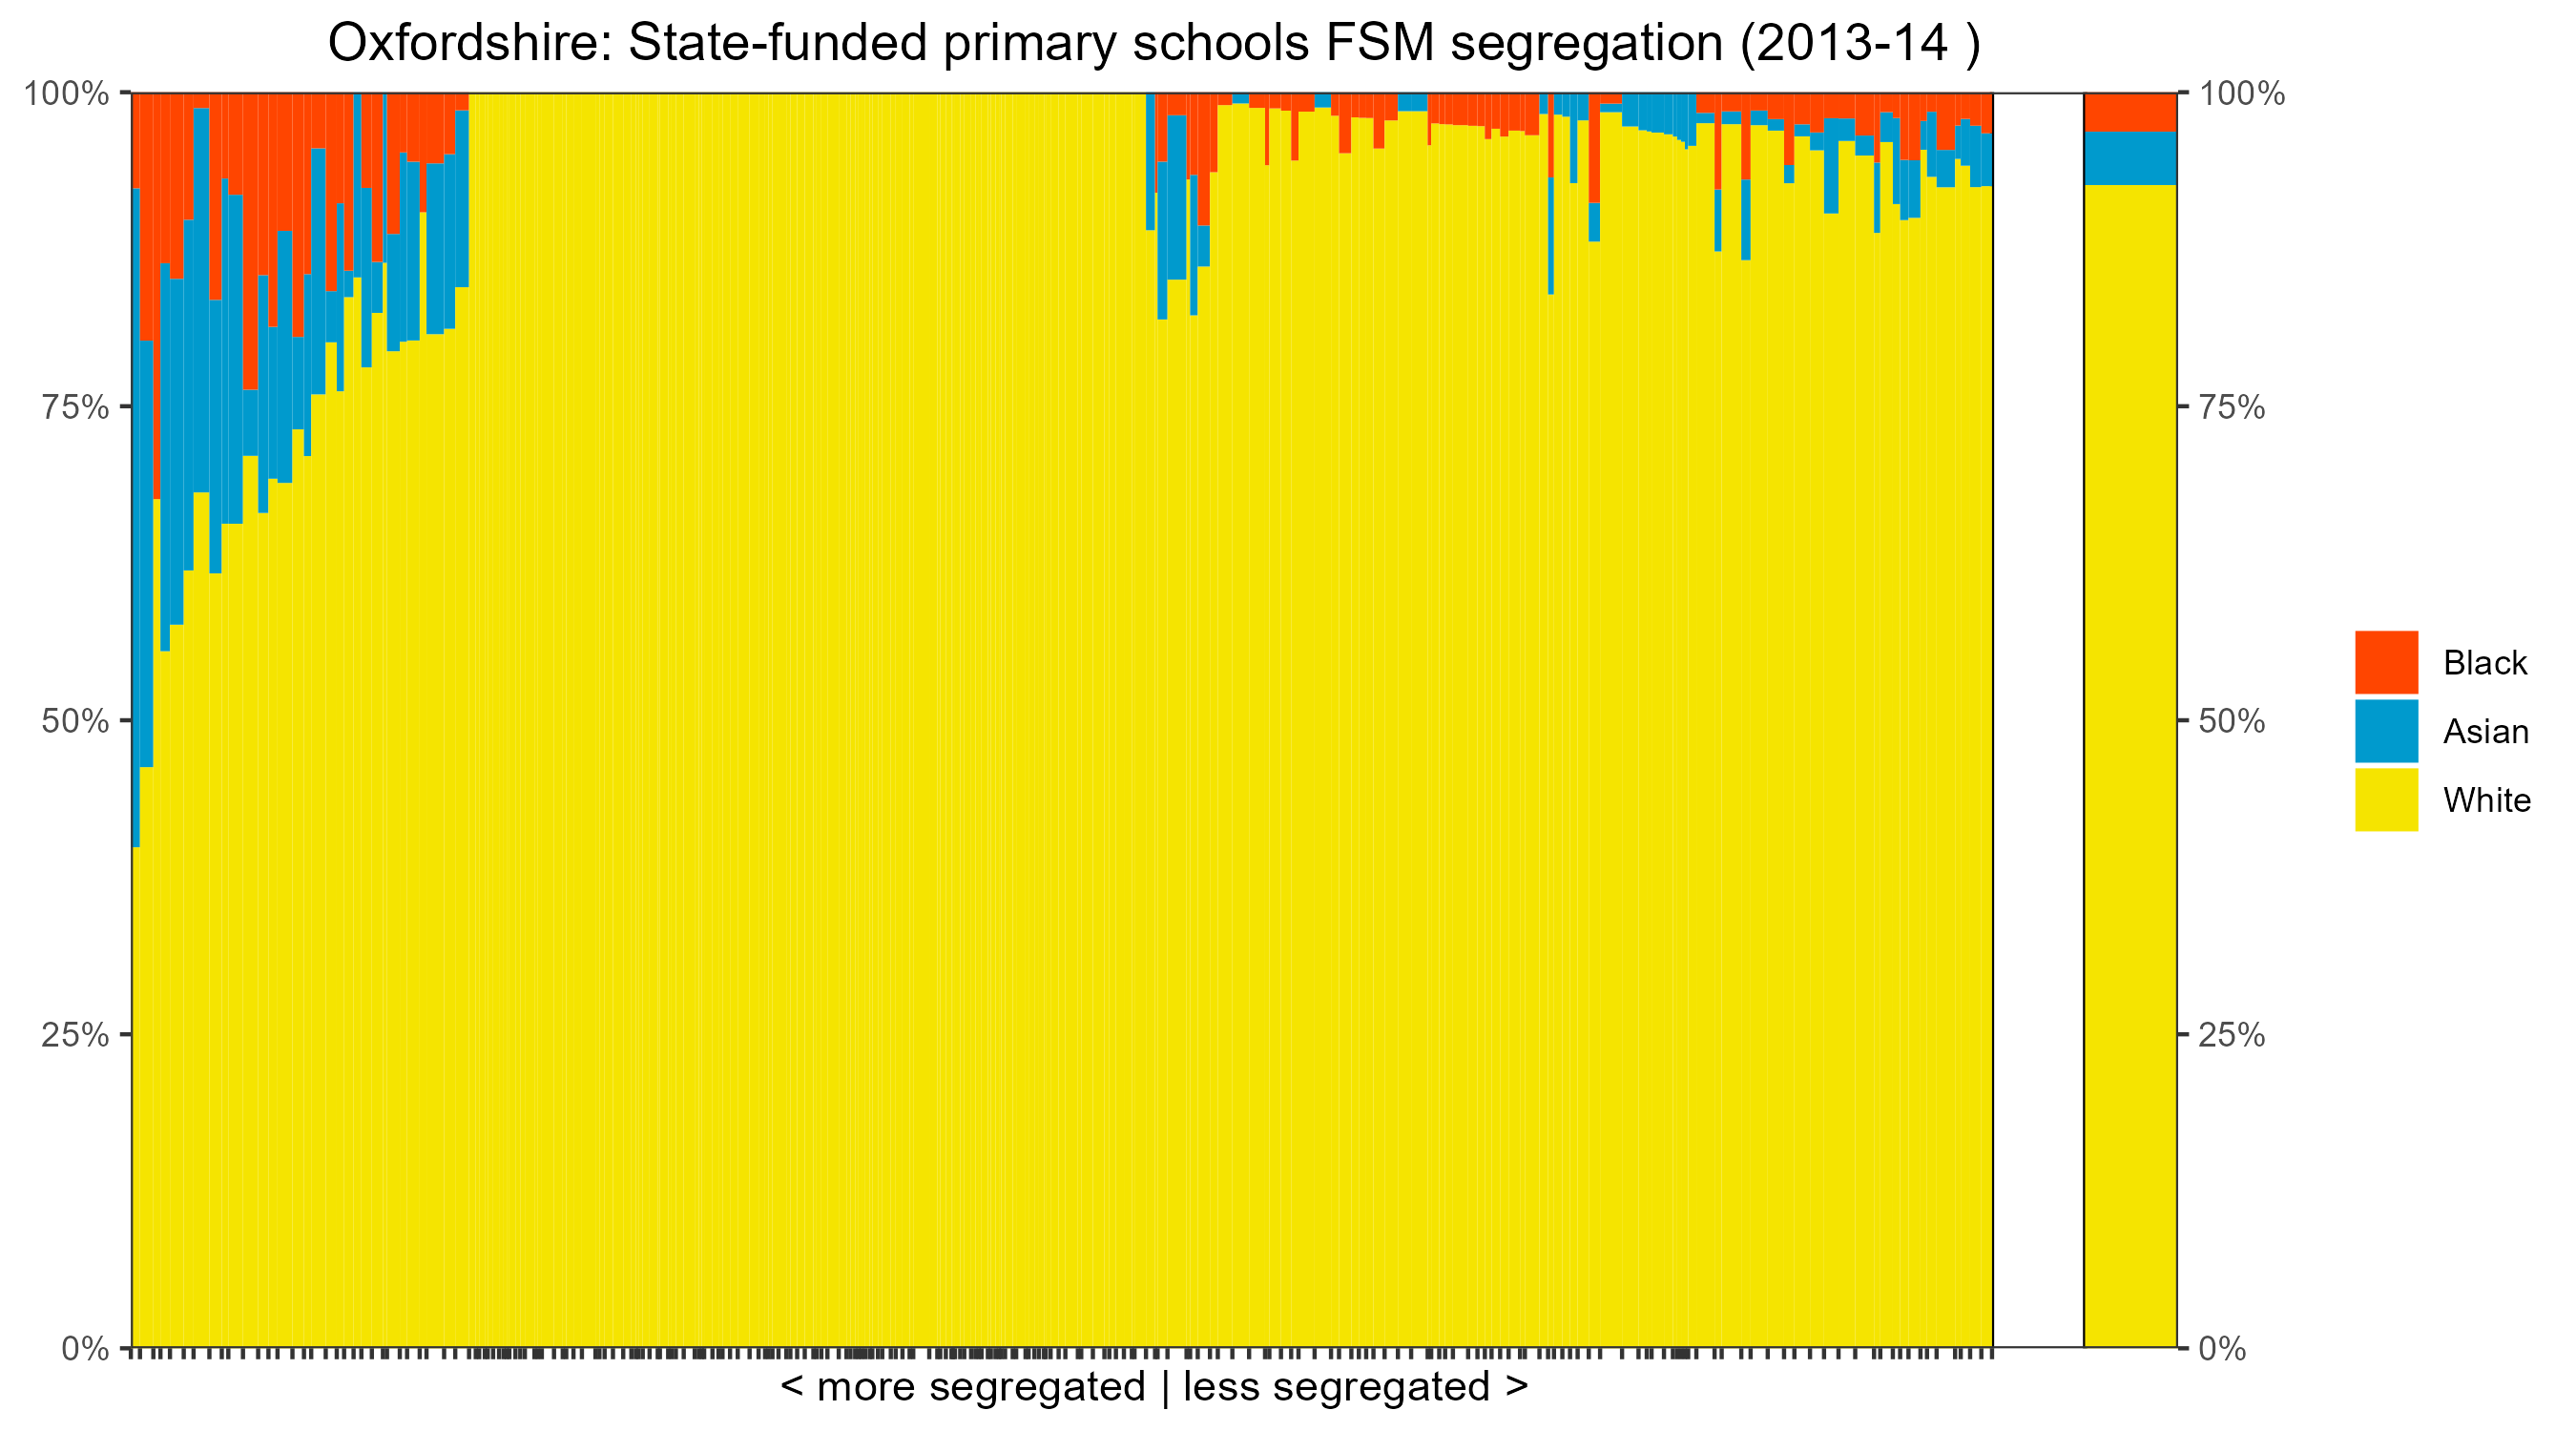 Oxfordshire: State-funded primary schools FSM segregation (2013-14 )
100%
75%
50%
25%
0%
100%
75%
50%
25%
0%
Black
Asian
White
< more segregated | less segregated >